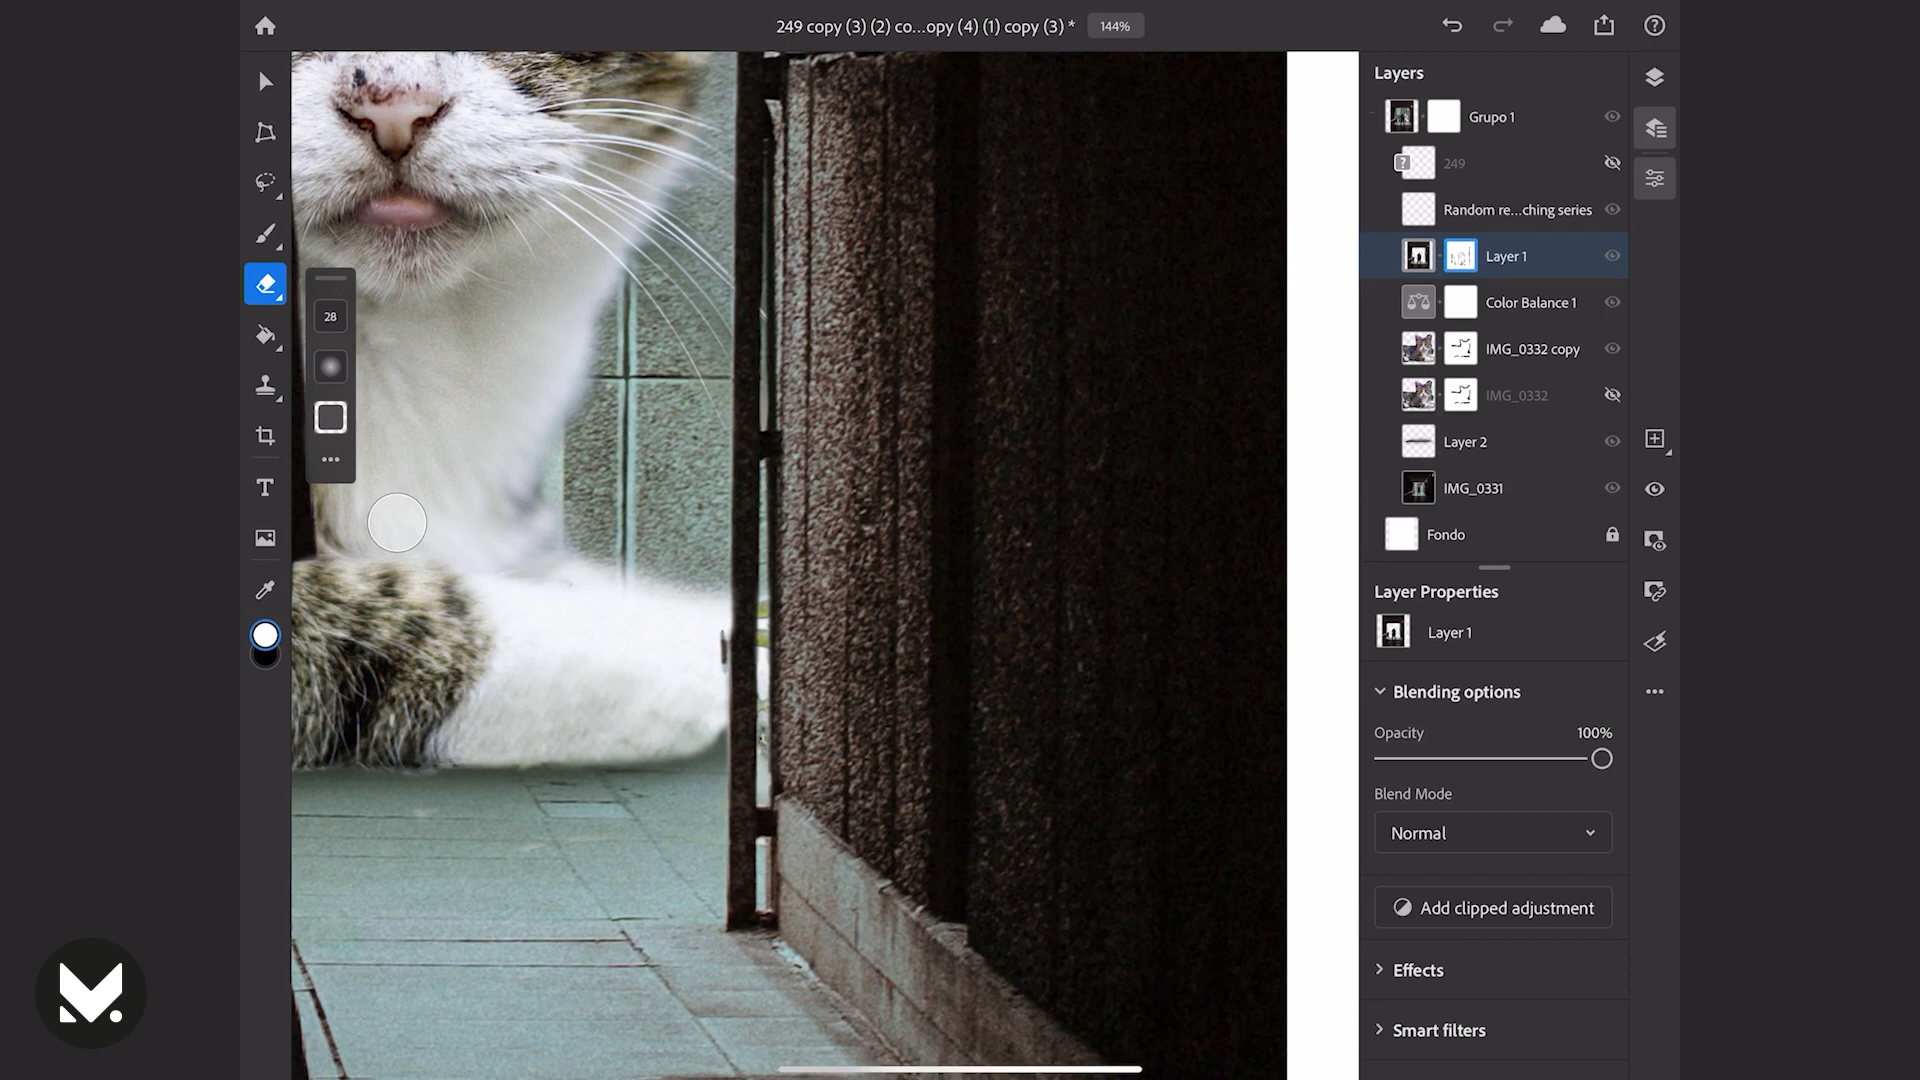 249 copy (3) (2) co...opy (4) (1) copy (3) *
144%
Layers
Grupo 1
249
Random re...ching series
Layer 1
Color Balance 1
IMG_0332 copy
IMG_0332
Layer 2
IMG_0331
Fondo
28
T
Layer Properties
Layer 1
Blending options
Opacity
100%
Blend Mode
Normal
Add clipped adjustment
Effects
Smart filters
M.